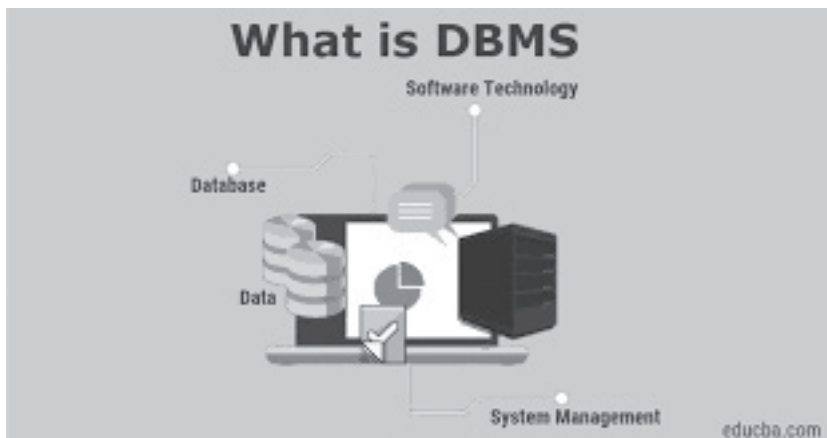 What is DBMS
Software Technology
Database
Data
System Management
educba.com